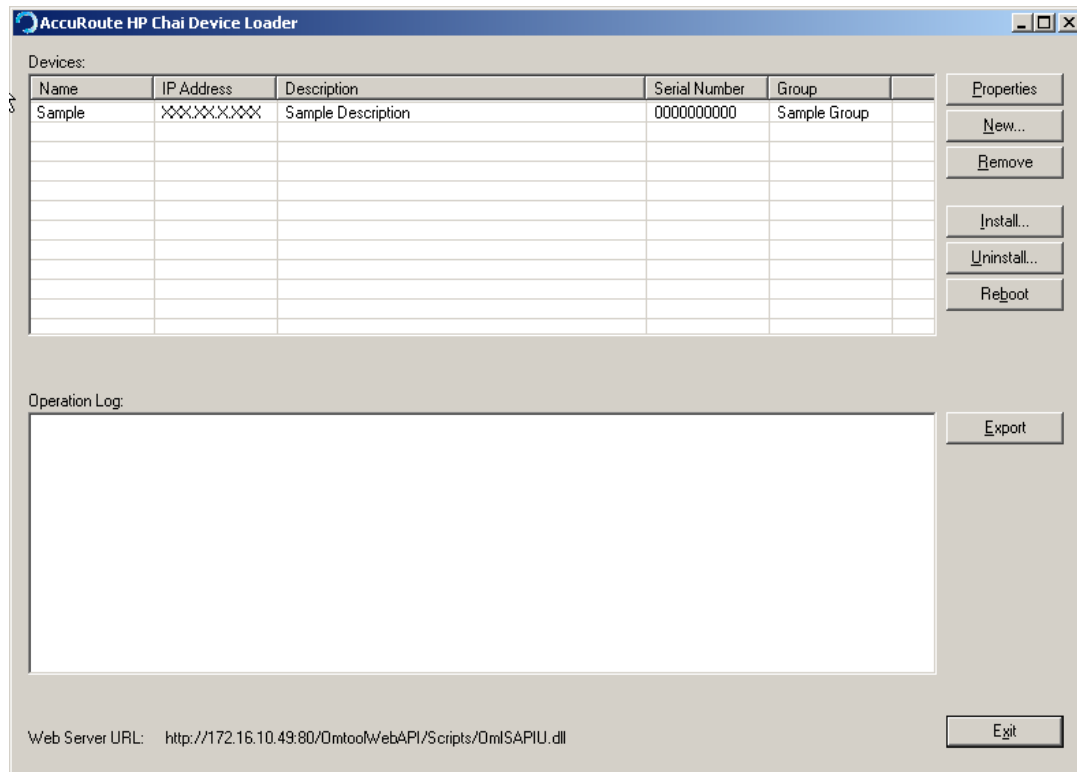 AccuRoute HP Chai Device Loader
Devices:
Name IP Address Description Serial Number Group
Sample XXX.XX.X.XXX Sample Description 0000000000 Sample Group
Properties
New...
Remove
Install...
Uninstall...
Reboot
Operation Log:
Export
Web Server URL: http://172.16.10.49:80/OmtoolWebAPI/Scripts/OmISAPIU.dll
Exit